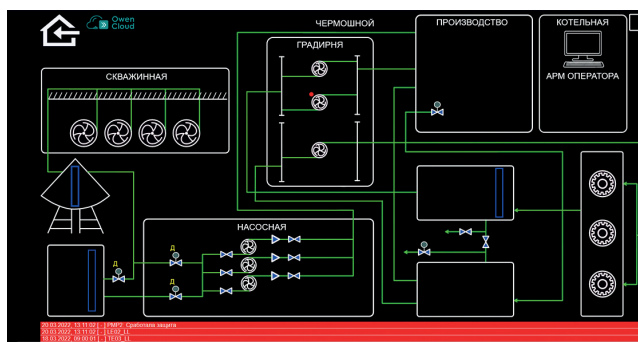 Owen
Cloud
ЧЕРМОШНОЙ
ПРОИЗВОДСТВО
КОТЕЛЬНАЯ
ГРАДИРНЯ
СКВАЖИННАЯ
АРМ ОПЕРАТОРА
НАСОСНАЯ
Д
Д
Д
20.03.2022, 13:11:02 [ - ] PMP2: Сработала защита
20.03.2022, 13:11:02 [ - ] LE02_LL
18.03.2022, 09:00:01 [ - ] TE03_LL